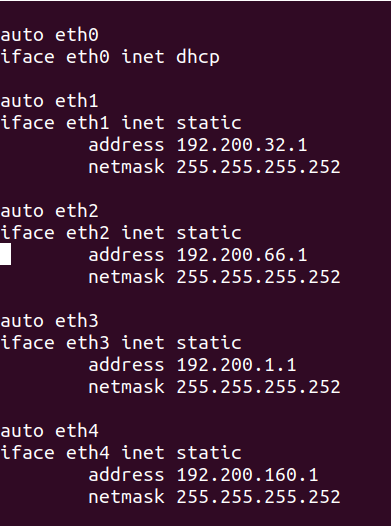 auto eth0
iface eth0 inet dhcp
auto eth1
iface eth1 inet static
address 192.200.32.1
netmask 255.255.255.252
auto eth2
iface eth2 inet static
address 192.200.66.1
netmask 255.255.255.252
auto eth3
iface eth3 inet static
address 192.200.1.1
netmask 255.255.255.252
auto eth4
iface eth4 inet static
address 192.200.160.1
netmask 255.255.255.252